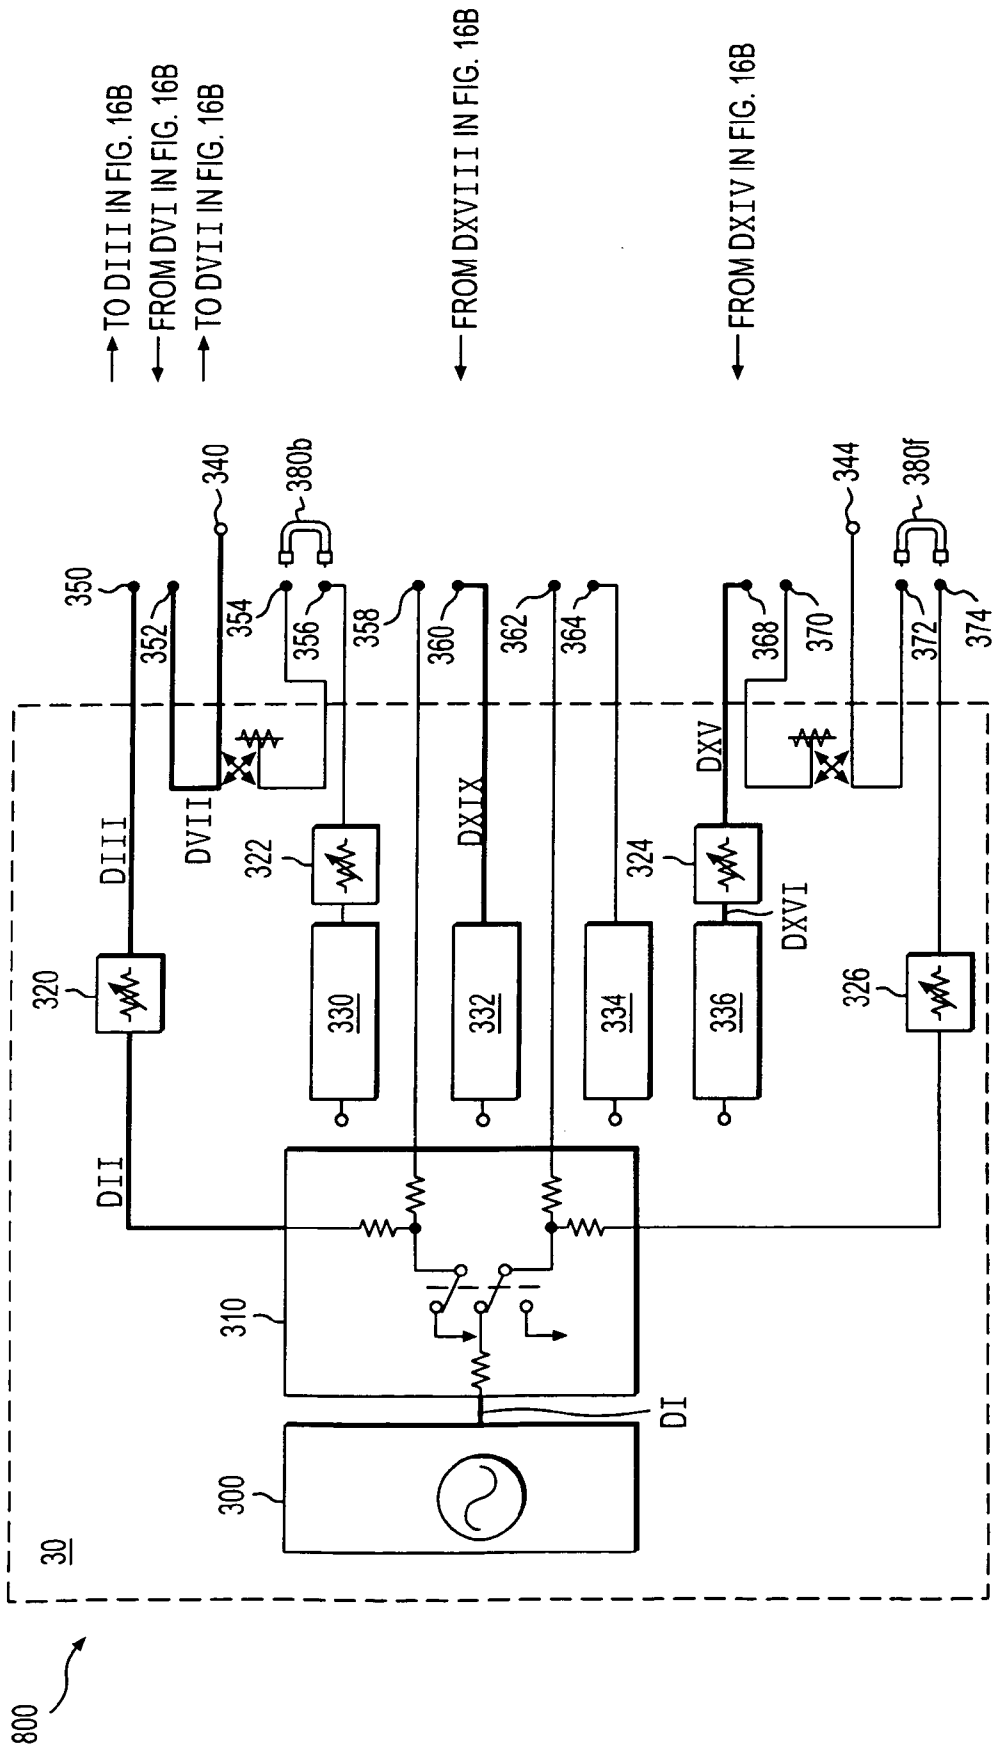 800
30
300
310
DI
DII
320
DIII
DVII
322
330
332
DXIX
334
336
DXVI
324
DXV
326
350
352
340
354
380b
356
358
360
362
364
368
370
344
372
380f
374
TO DIII IN FIG. 16B
FROM DVI IN FIG. 16B
TO DVII IN FIG. 16B
FROM DXVIII IN FIG. 16B
FROM DXIV IN FIG. 16B